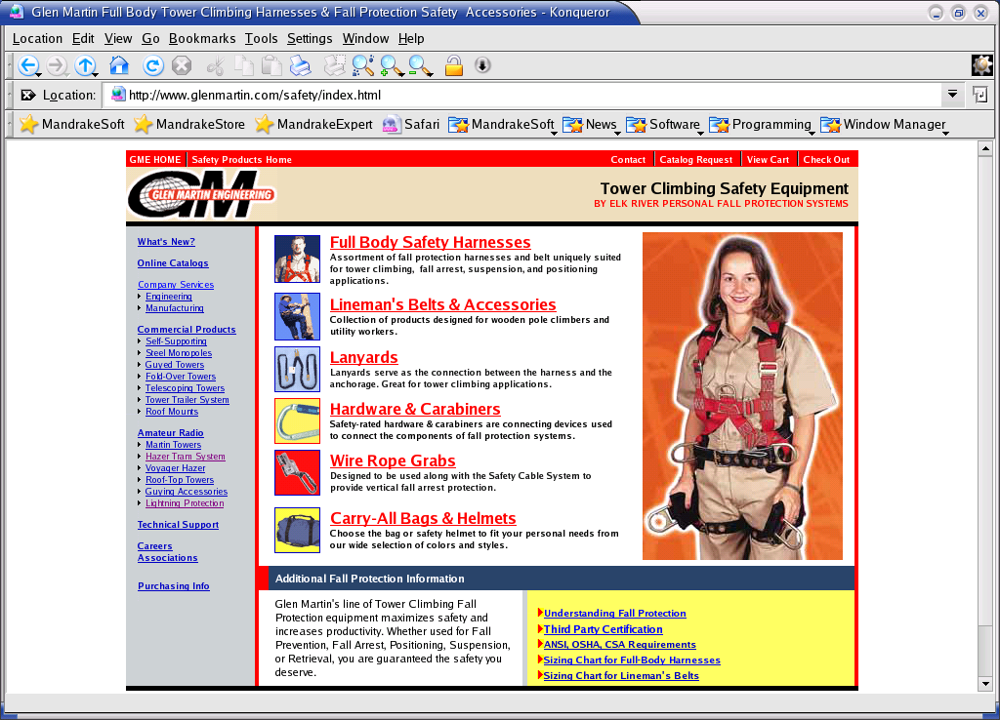 Glen Martin Full Body Tower Climbing Harnesses & Fall Protection Safety  Accessories - Konqueror
Location Edit View Go Bookmarks Tools Settings Window Help
Location: http://www.glenmartin.com/safety/index.html
MandrakeSoft MandrakeStore MandrakeExpert Safari MandrakeSoft News Software Programming Window Manager
GME HOME Safety Products Home Contact Catalog Request View Cart Check Out
GM
GLEN MARTIN ENGINEERING
Tower Climbing Safety Equipment
BY ELK RIVER PERSONAL FALL PROTECTION SYSTEMS
What's New?
Online Catalogs
Company Services
Engineering
Manufacturing
Commercial Products
Self-Supporting
Steel Monopoles
Guyed Towers
Fold-Over Towers
Telescoping Towers
Tower Trailer System
Roof Mounts
Amateur Radio
Martin Towers
Hazer Tram System
Voyager Hazer
Roof-Top Towers
Guying Accessories
Lightning Protection
Technical Support
Careers
Associations
Purchasing Info
Full Body Safety Harnesses
Assortment of fall protection harnesses and belt uniquely suited
for tower climbing,  fall arrest, suspension, and positioning
applications.
Lineman's Belts & Accessories
Collection of products designed for wooden pole climbers and
utility workers.
Lanyards
Lanyards serve as the connection between the harness and the
anchorage. Great for tower climbing applications.
Hardware & Carabiners
Safety-rated hardware & carabiners are connecting devices used
to connect the components of fall protection systems.
Wire Rope Grabs
Designed to be used along with the Safety Cable System to
provide vertical fall arrest protection.
Carry-All Bags & Helmets
Choose the bag or safety helmet to fit your personal needs from
our wide selection of colors and styles.
Additional Fall Protection Information
Glen Martin's line of Tower Climbing Fall
Protection equipment maximizes safety and
increases productivity. Whether used for Fall
Prevention, Fall Arrest, Positioning, Suspension,
or Retrieval, you are guaranteed the safety you
deserve.
Understanding Fall Protection
Third Party Certification
ANSI, OSHA, CSA Requirements
Sizing Chart for Full-Body Harnesses
Sizing Chart for Lineman's Belts